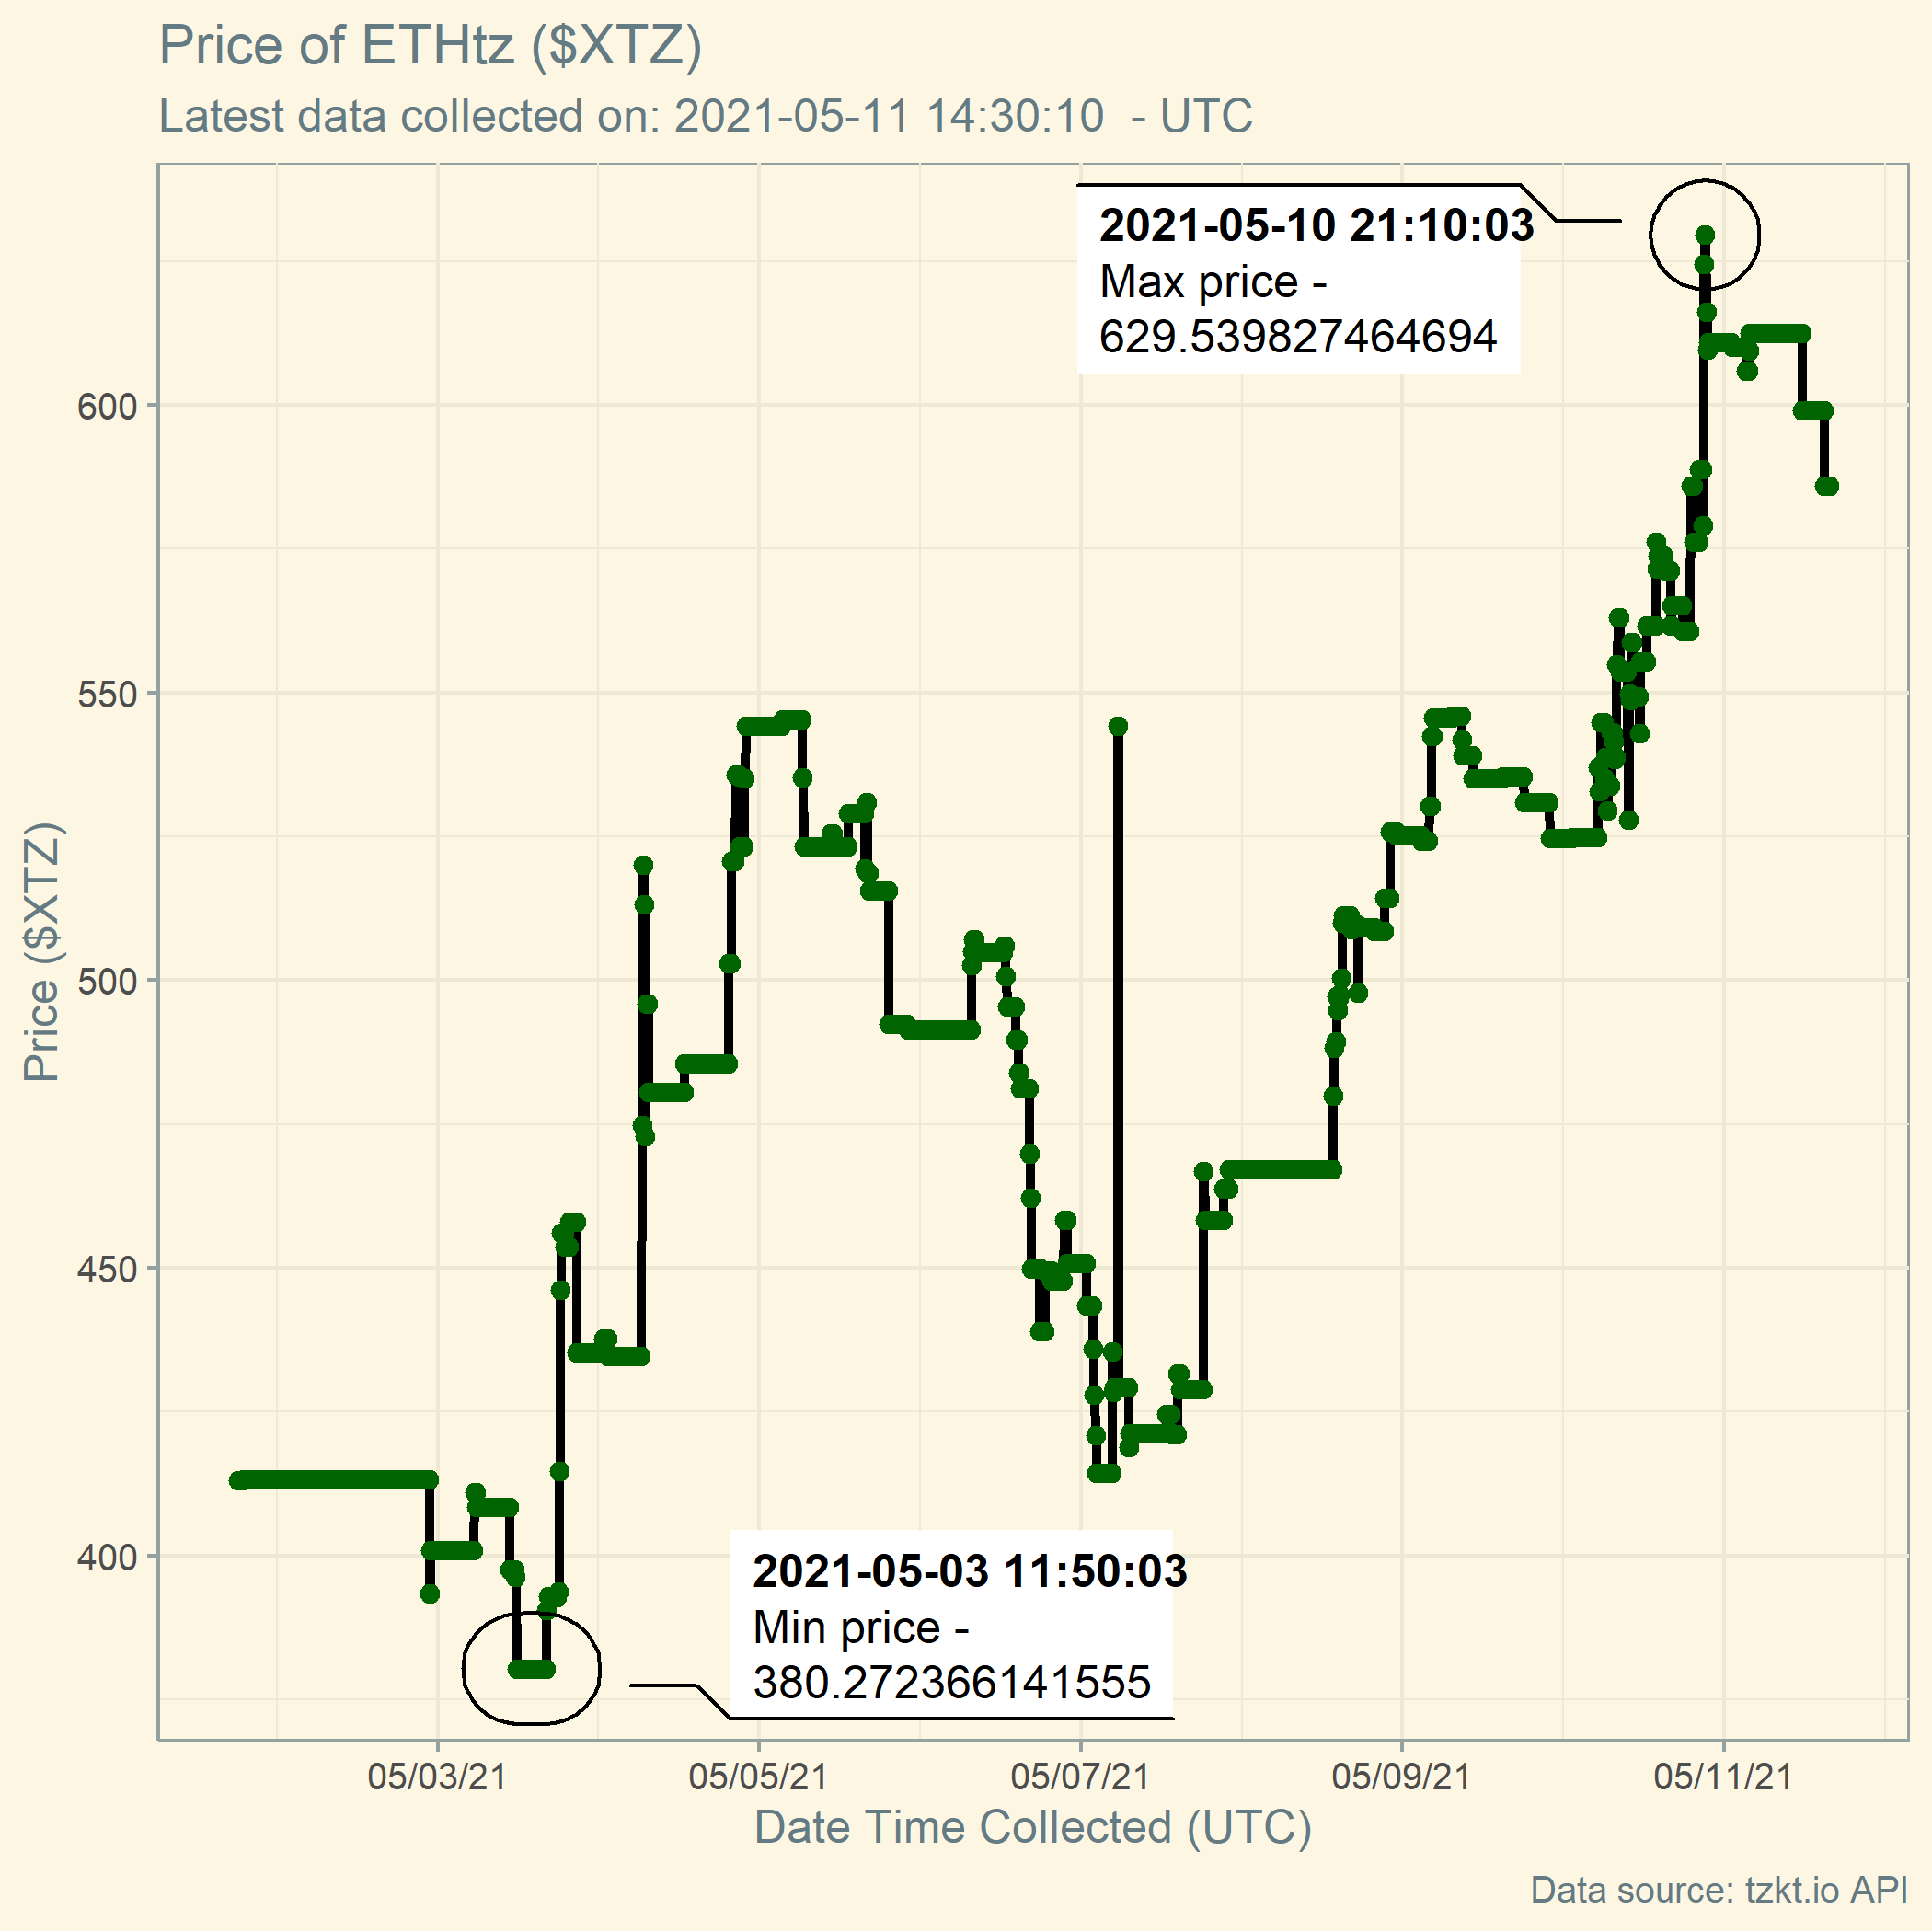 Price of ETHtz ($XTZ)
Latest data collected on: 2021-05-11 14:30:10  - UTC
2021-05-10 21:10:03
Max price -
629.539827464694
600
550
500
450
400
Price ($XTZ)
2021-05-03 11:50:03
Min price -
380.272366141555
05/03/21
05/05/21
05/07/21
05/09/21
05/11/21
Date Time Collected (UTC)
Data source: tzkt.io API